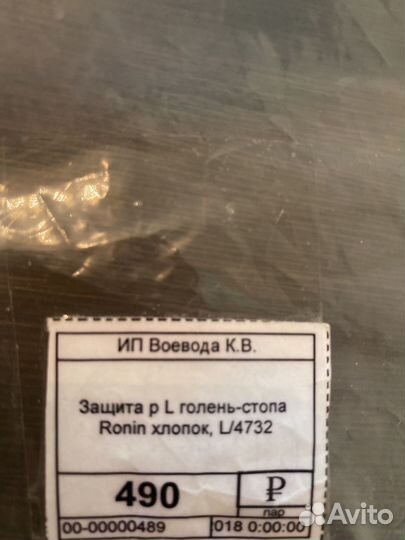 ИП Воевода К.В.
Защита р L голень-стопа
Ronin хлопок, L/4732
490 ₽
пар
00-00000489 018 0:00:00
Avito